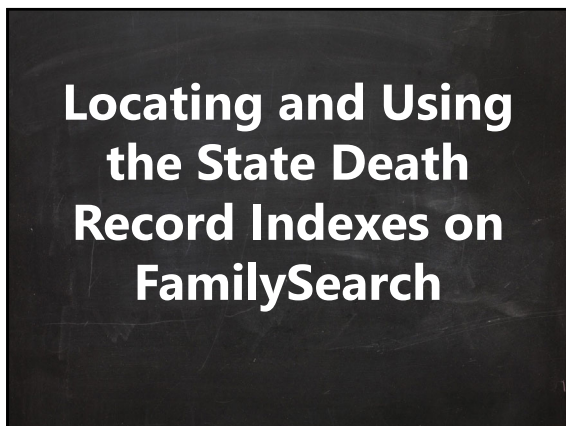 Locating and Using
the State Death
Record Indexes on
FamilySearch